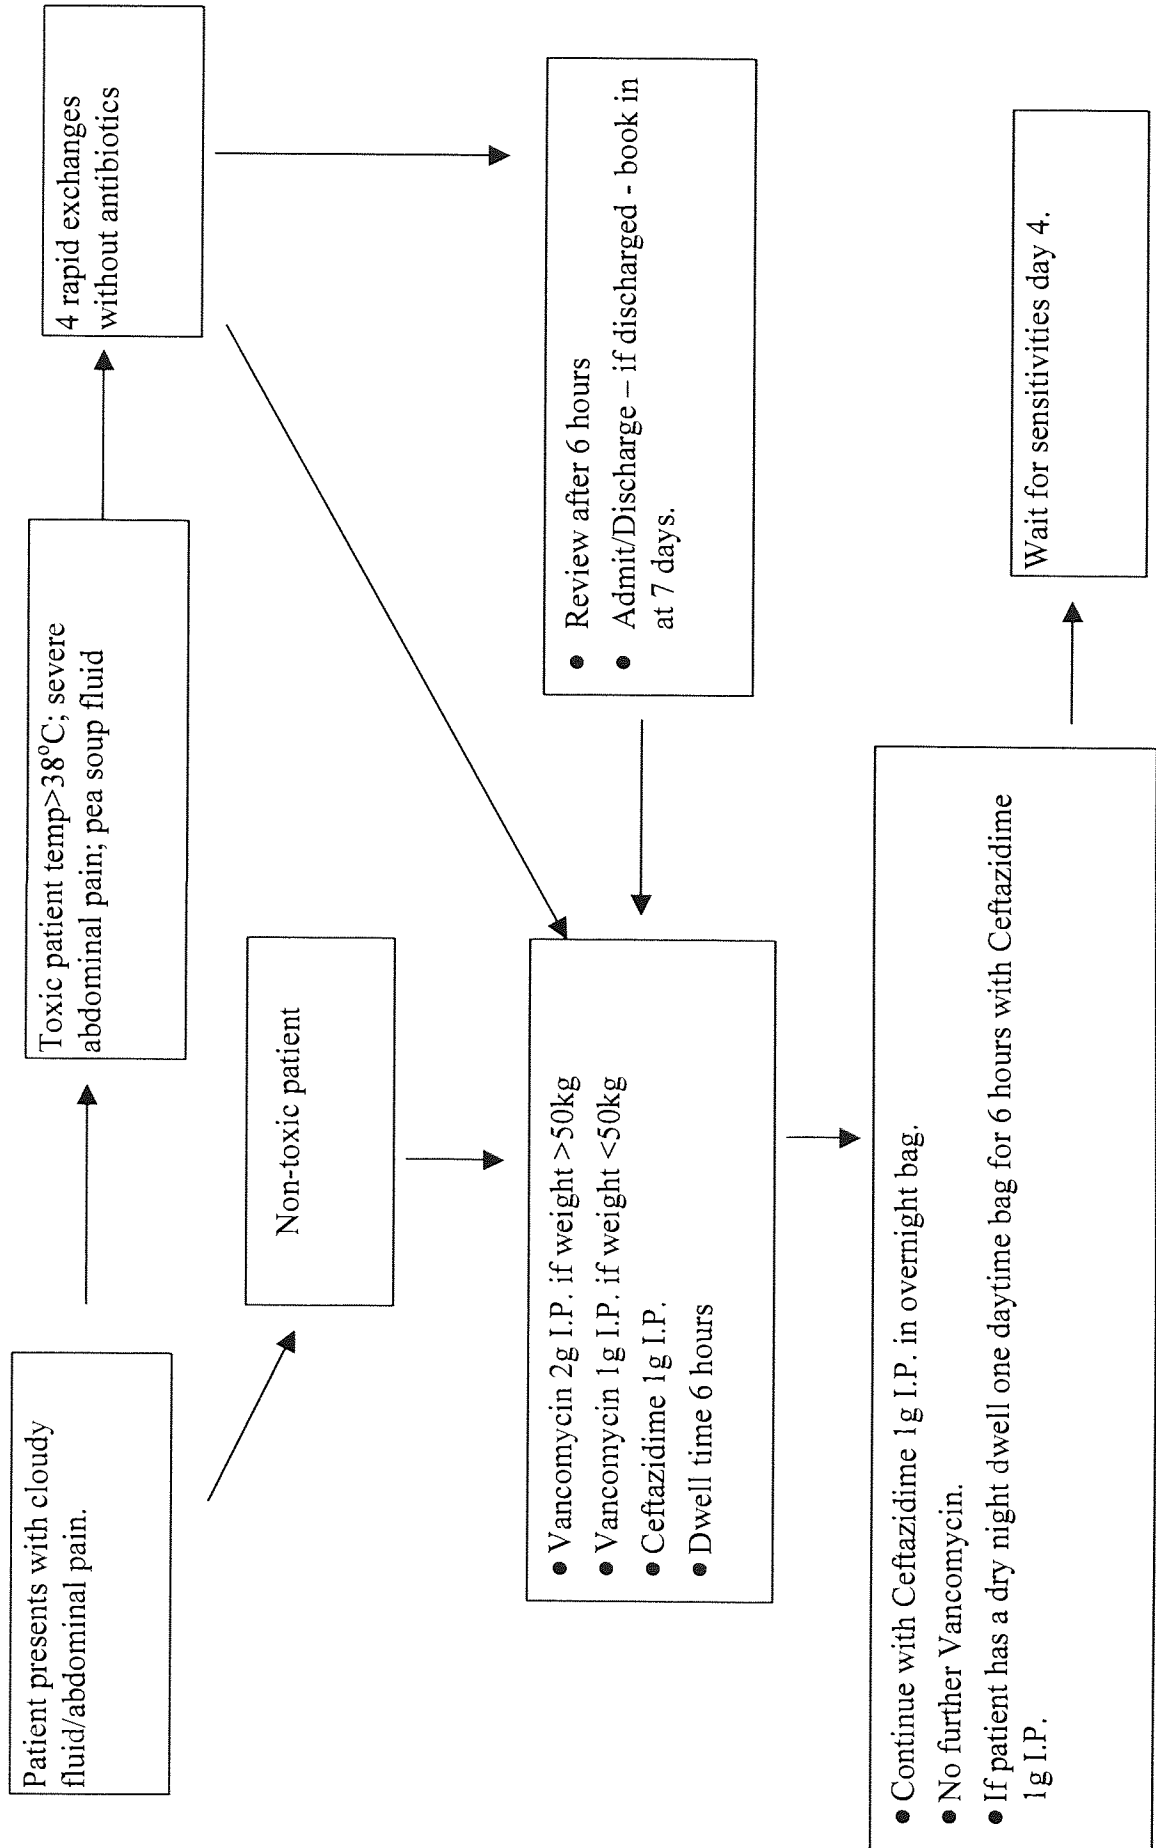 Patient presents with cloudy
fluid/abdominal pain.
Toxic patient temp>38°C; severe
abdominal pain; pea soup fluid
4 rapid exchanges
without antibiotics
Non-toxic patient
● Vancomycin 2g I.P. if weight >50kg
● Vancomycin 1g I.P. if weight <50kg
● Ceftazidime 1g I.P.
● Dwell time 6 hours
● Review after 6 hours
● Admit/Discharge – if discharged - book in
at 7 days.
● Continue with Ceftazidime 1g I.P. in overnight bag.
● No further Vancomycin.
● If patient has a dry night dwell one daytime bag for 6 hours with Ceftazidime
1g I.P.
Wait for sensitivities day 4.